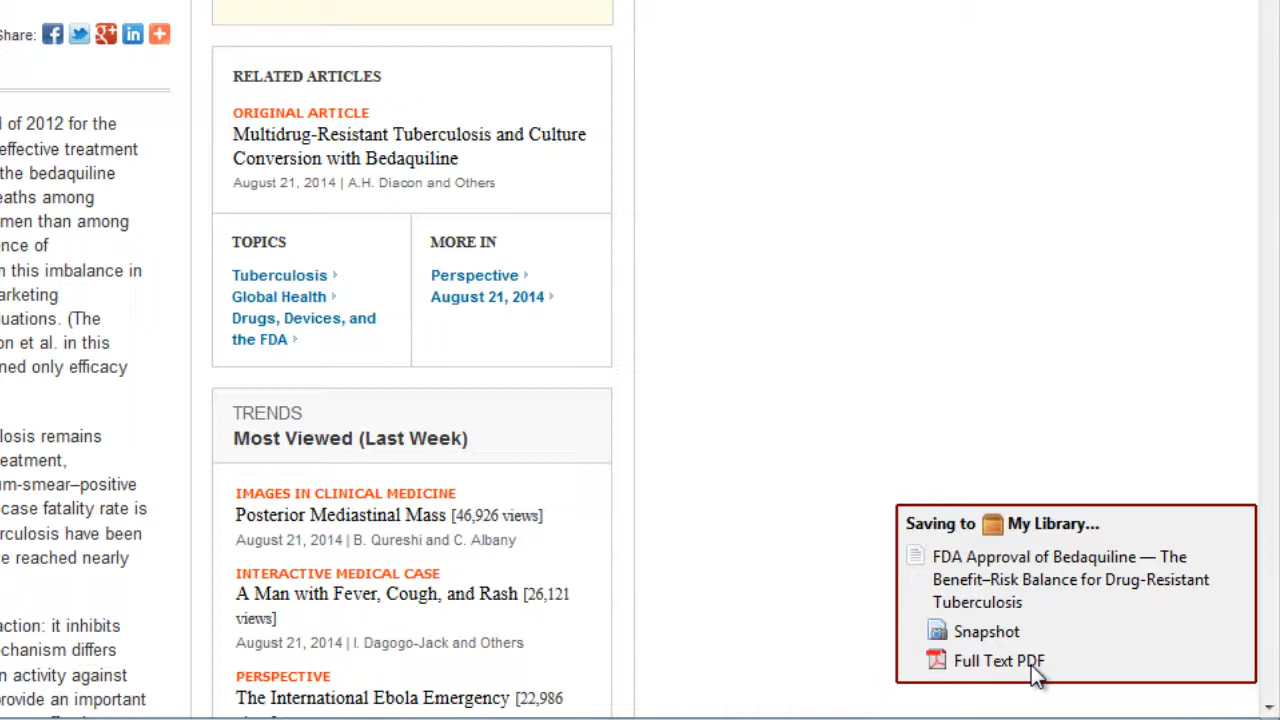 Share:
of 2012 for the
effective treatment
the bedaquiline
eaths among
men than among
ence of
this imbalance in
arketing
uations. (The
on et al. in this
ned only efficacy
losis remains
eatment,
um-smear–positive
case fatality rate is
erculosis have been
e reached nearly
action: it inhibits
echanism differs
n activity against
provide an important
RELATED ARTICLES
ORIGINAL ARTICLE
Multidrug-Resistant Tuberculosis and Culture
Conversion with Bedaquiline
August 21, 2014 | A.H. Diacon and Others
TOPICS
Tuberculosis
Global Health
Drugs, Devices, and
the FDA
MORE IN
Perspective
August 21, 2014
TRENDS
Most Viewed (Last Week)
IMAGES IN CLINICAL MEDICINE
Posterior Mediastinal Mass [46,926 views]
August 21, 2014 | B. Qureshi and C. Albany
INTERACTIVE MEDICAL CASE
A Man with Fever, Cough, and Rash [26,121
views]
August 21, 2014 | I. Dagogo-Jack and Others
PERSPECTIVE
The International Ebola Emergency [22,986
Saving to My Library...
FDA Approval of Bedaquiline — The
Benefit–Risk Balance for Drug-Resistant
Tuberculosis
Snapshot
Full Text PDF